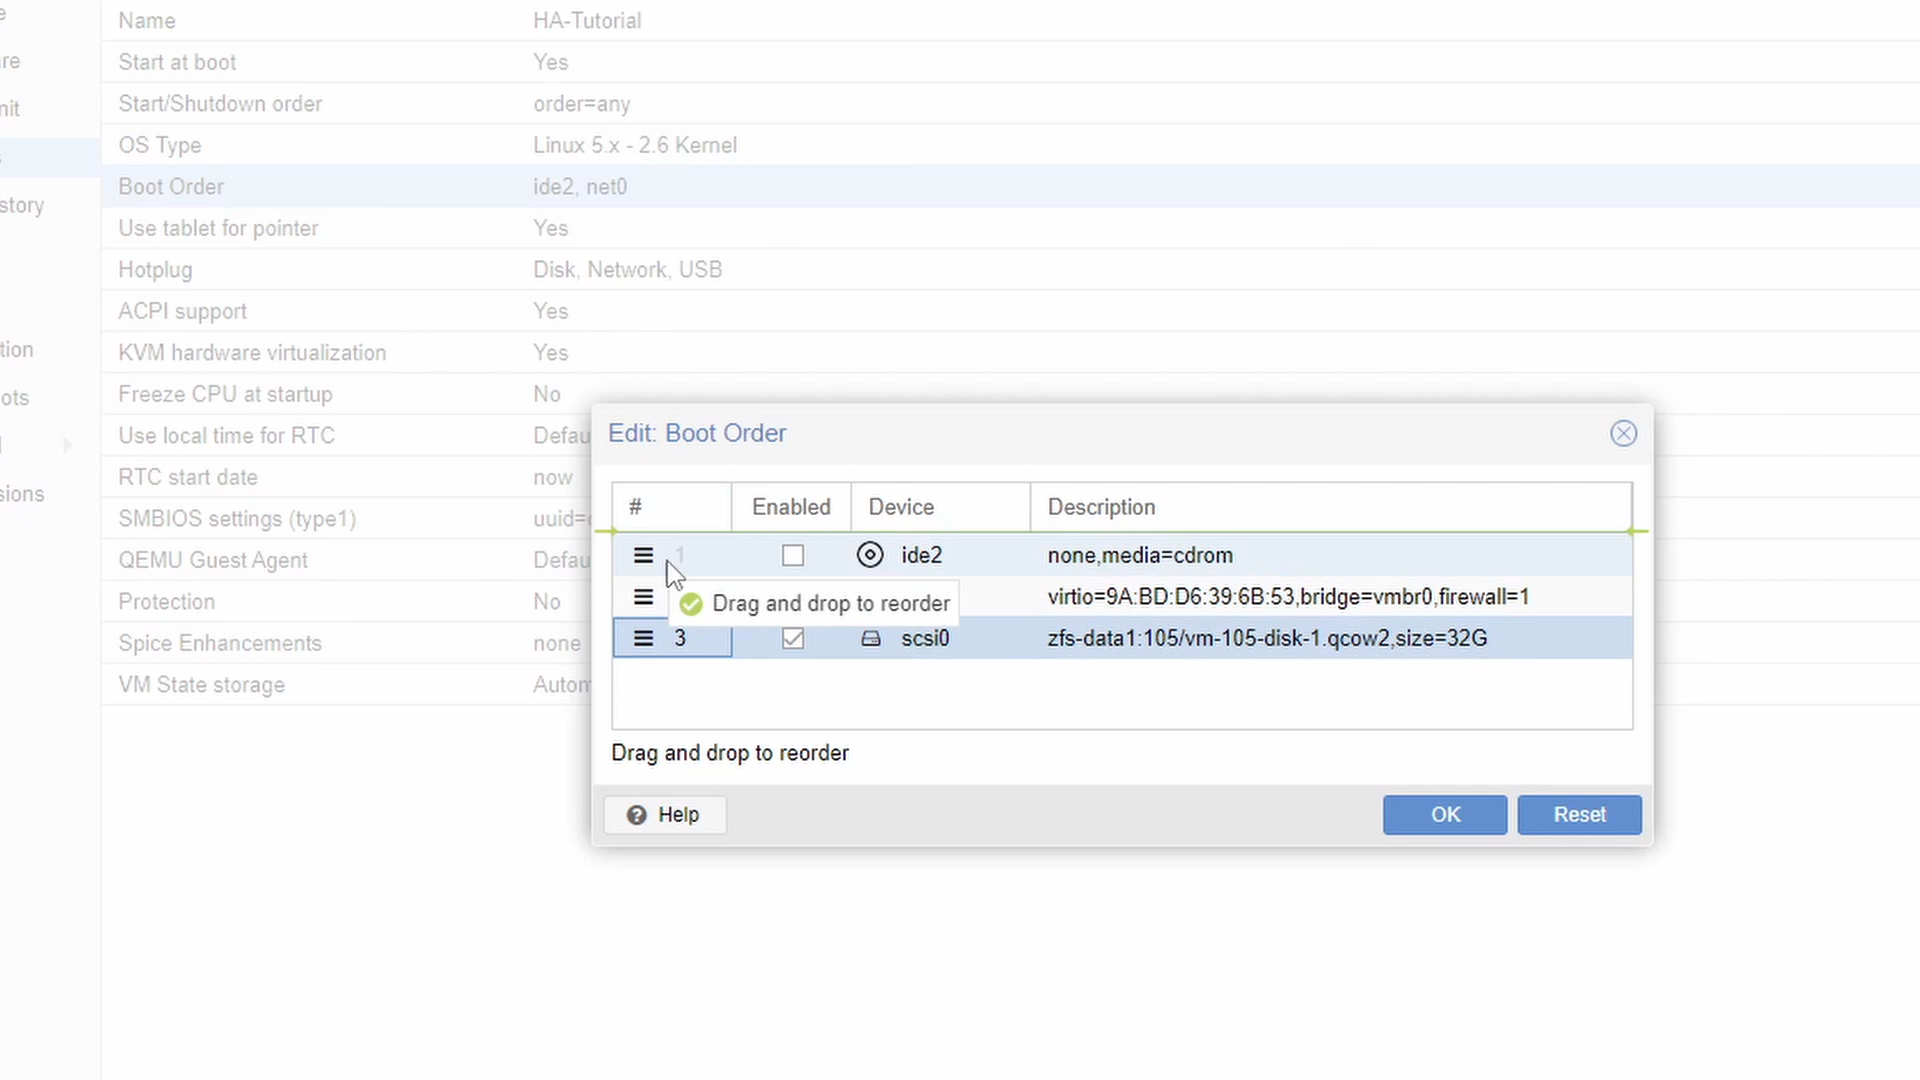 Name HA-Tutorial
Start at boot Yes
Start/Shutdown order order=any
OS Type Linux 5.x - 2.6 Kernel
Boot Order ide2, net0
Use tablet for pointer Yes
Hotplug Disk, Network, USB
ACPI support Yes
KVM hardware virtualization Yes
Freeze CPU at startup No
Use local time for RTC Defau
RTC start date now
SMBIOS settings (type1) uuid=
QEMU Guest Agent Defau
Protection No
Spice Enhancements none
VM State storage Autom
re
nit
story
tion
ots
sions
Edit: Boot Order
# Enabled Device Description
1 ide2 none,media=cdrom
virtio=9A:BD:D6:39:6B:53,bridge=vmbr0,firewall=1
Drag and drop to reorder
3 scsi0 zfs-data1:105/vm-105-disk-1.qcow2,size=32G
Drag and drop to reorder
Help OK Reset